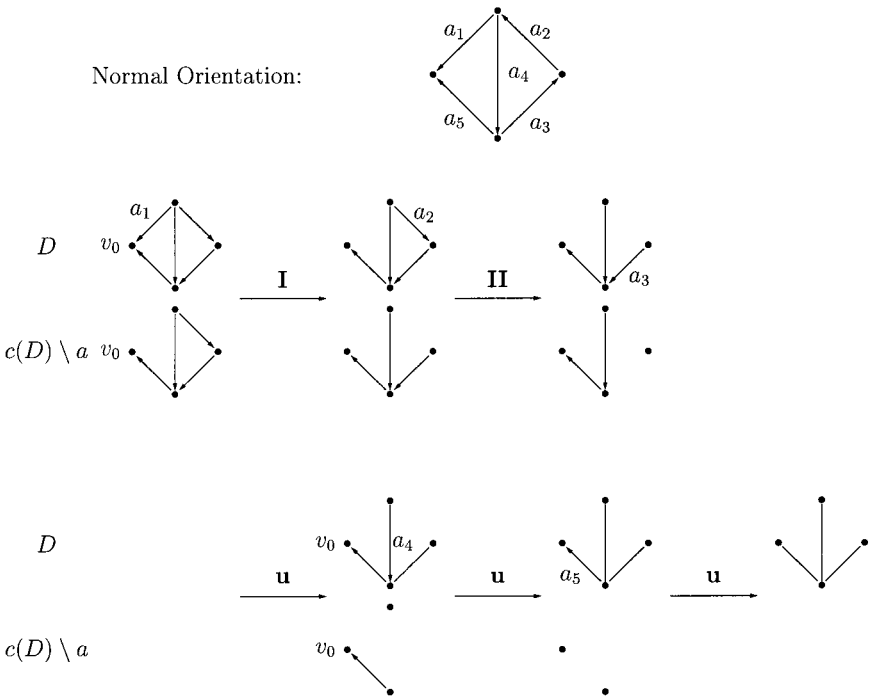 a₁ a₂
Normal Orientation: a₄
a₅ a₃
a₁ a₂
D v₀
I II a₃
c(D) \ a v₀
D v₀ a₄
u u a₅ u
c(D) \ a v₀